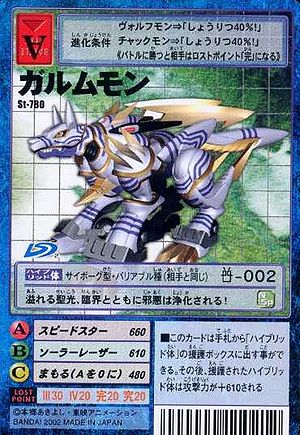 ヴォルフモン⇒「しょうりつ40%!」
進化条件
チャックモン⇒「しょうりつ40%!」
《バトルに勝つと相手はロストポイント「完」になる》
ガルムモン
St-780
ハイブリッド体
サイボーグ型・バリアブル種(相手と同じ)
-002
溢れる聖光、臨界とともに邪悪は浄化される!
A スピードスター 660
B ソーラーレーザー 610
C まもる(Aを0に) 480
LOST POINT III30 IV20 完20 究20
■このカードは手札から「ハイブリッド体」の援護ボックスに出す事ができる。その後、援護されたハイブリッド体は攻撃力が+610される
©本郷あきよし・東映アニメーション
BANDAI 2002 MADE IN JAPAN